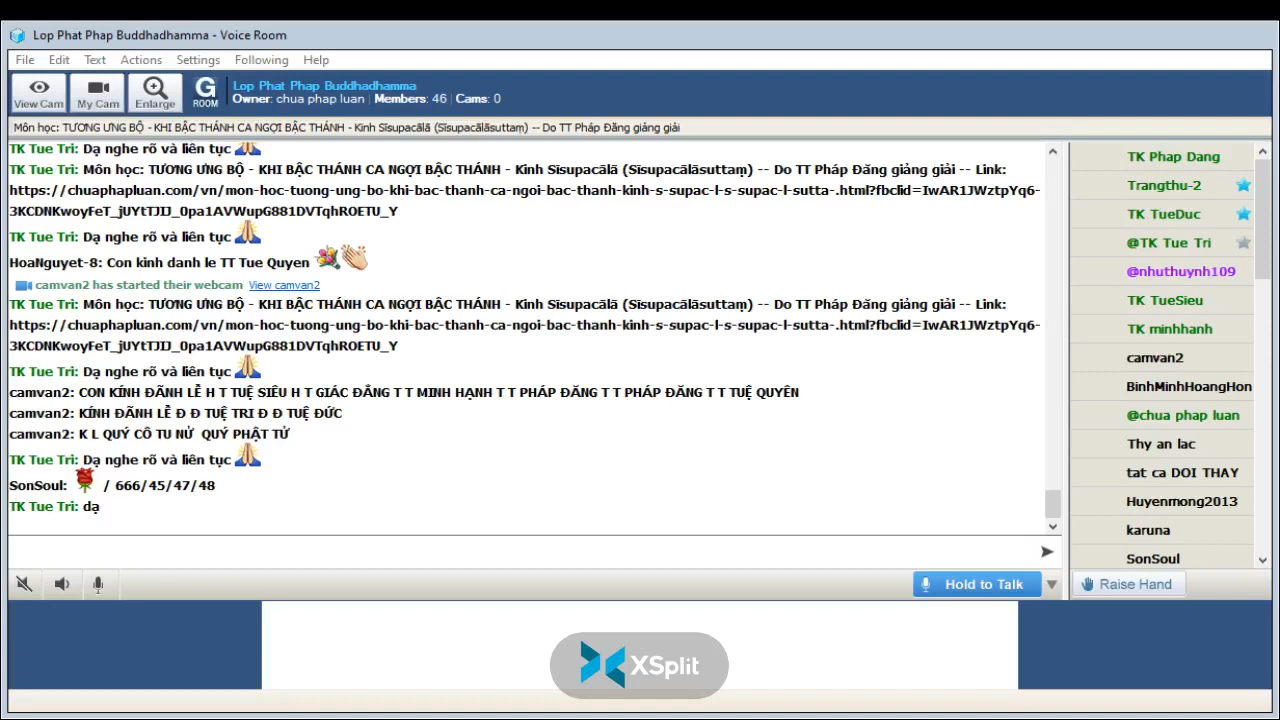 Lop Phat Phap Buddhadhamma - Voice Room
File Edit Text Actions Settings Following Help
View Cam My Cam Enlarge G ROOM
Lop Phat Phap Buddhadhamma
Owner: chua phap luan | Members: 46 | Cams: 0
Môn học: TƯƠNG ƯNG BỘ - KHI BẬC THÁNH CA NGỢI BẬC THÁNH - Kinh Sīsupacālā (Sīsupacālāsuttaṃ) -- Do TT Pháp Đăng giảng giải
TK Tue Tri: Dạ nghe rõ và liên tục
TK Tue Tri: Môn học: TƯƠNG ƯNG BỘ - KHI BẬC THÁNH CA NGỢI BẬC THÁNH - Kinh Sīsupacālā (Sīsupacālāsuttaṃ) -- Do TT Pháp Đăng giảng giải -- Link:
https://chuaphapluan.com/vn/mon-hoc-tuong-ung-bo-khi-bac-thanh-ca-ngoi-bac-thanh-kinh-s-supac-l-s-supac-l-sutta-.html?fbclid=IwAR1JWztpYq6-
3KCDNKwoyFeT_jUYtTJIJ_0pa1AVWupG881DVTqhROETU_Y
TK Tue Tri: Dạ nghe rõ và liên tục
HoaNguyet-8: Con kinh danh le TT Tue Quyen
camvan2 has started their webcam View camvan2
TK Tue Tri: Môn học: TƯƠNG ƯNG BỘ - KHI BẬC THÁNH CA NGỢI BẬC THÁNH - Kinh Sīsupacālā (Sīsupacālāsuttaṃ) -- Do TT Pháp Đăng giảng giải -- Link:
https://chuaphapluan.com/vn/mon-hoc-tuong-ung-bo-khi-bac-thanh-ca-ngoi-bac-thanh-kinh-s-supac-l-s-supac-l-sutta-.html?fbclid=IwAR1JWztpYq6-
3KCDNKwoyFeT_jUYtTJIJ_0pa1AVWupG881DVTqhROETU_Y
TK Tue Tri: Dạ nghe rõ và liên tục
camvan2: CON KÍNH ĐÃNH LỄ H T TUỆ SIÊU H T GIÁC ĐẲNG T T MINH HẠNH T T PHÁP ĐĂNG T T PHÁP ĐĂNG T T TUỆ QUYÊN
camvan2: KÍNH ĐÃNH LỄ Đ Đ TUỆ TRI Đ Đ TUỆ ĐỨC
camvan2: K L QUÝ CÔ TU NỬ QUÝ PHẬT TỬ
TK Tue Tri: Dạ nghe rõ và liên tục
SonSoul: / 666/45/47/48
TK Tue Tri: dạ
TK Phap Dang
Trangthu-2
TK TueDuc
@TK Tue Tri
@nhuthuynh109
TK TueSieu
TK minhhanh
camvan2
BinhMinhHoangHon
@chua phap luan
Thy an lac
tat ca DOI THAY
Huyenmong2013
karuna
SonSoul
Hold to Talk
Raise Hand
XSplit